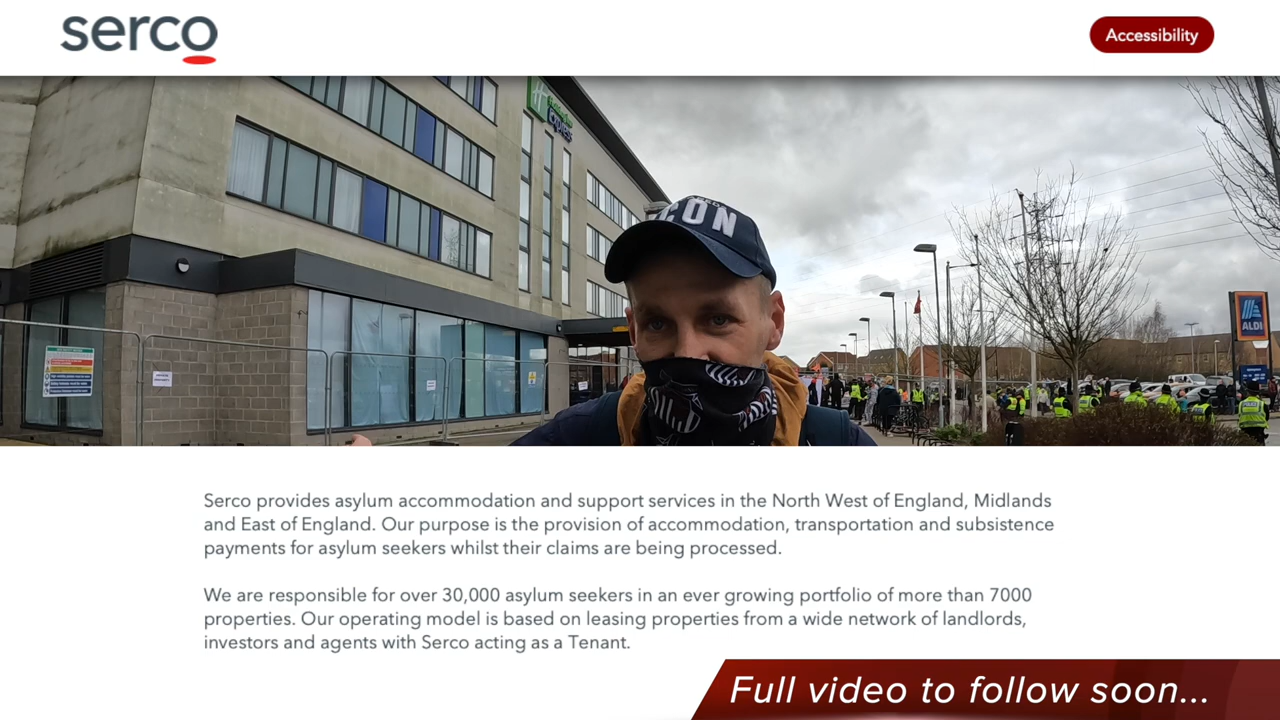 serco
Accessibility
Holiday Inn
Express
ICON
ALDI
Serco provides asylum accommodation and support services in the North West of England, Midlands
and East of England. Our purpose is the provision of accommodation, transportation and subsistence
payments for asylum seekers whilst their claims are being processed.
We are responsible for over 30,000 asylum seekers in an ever growing portfolio of more than 7000
properties. Our operating model is based on leasing properties from a wide network of landlords,
investors and agents with Serco acting as a Tenant.
Full video to follow soon...